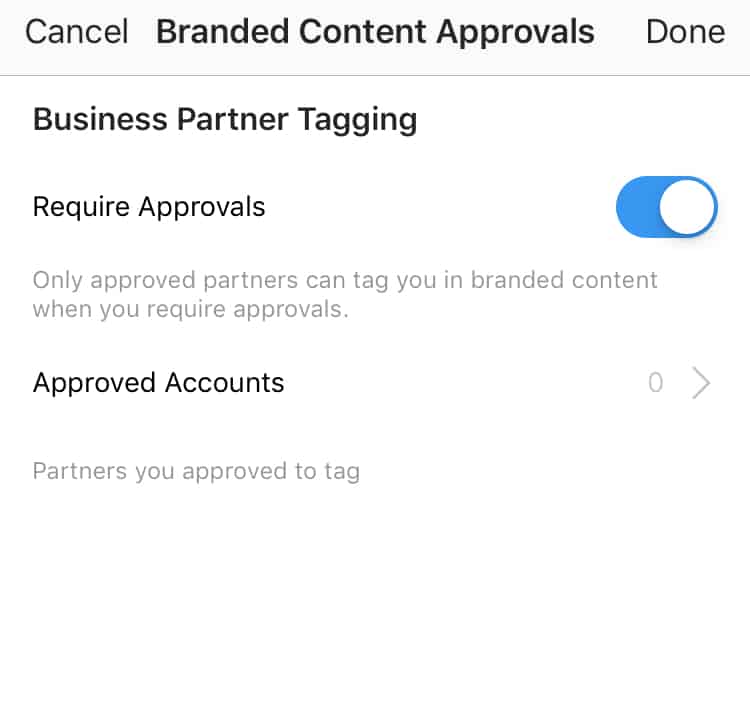 Cancel Branded Content Approvals Done
Business Partner Tagging
Require Approvals
Only approved partners can tag you in branded content
when you require approvals.
Approved Accounts 0
Partners you approved to tag